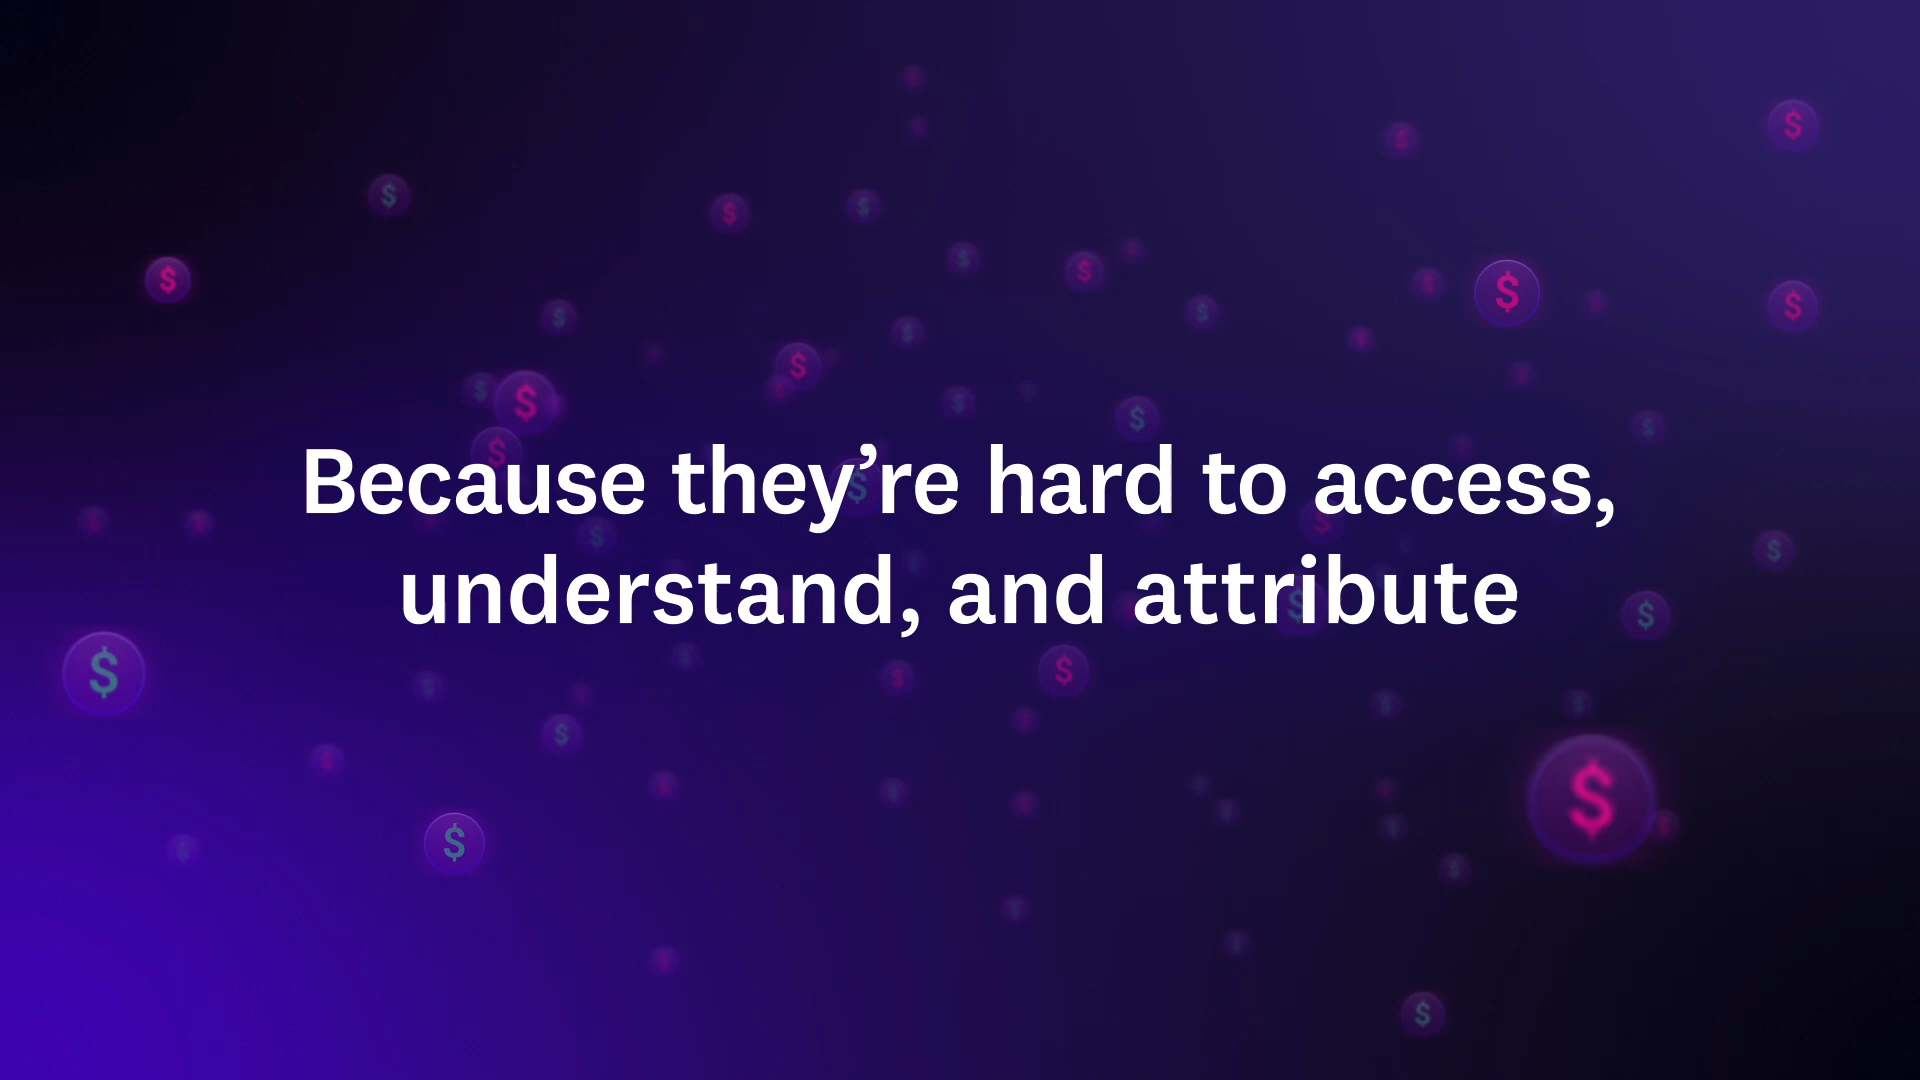 Because they’re hard to access,
understand, and attribute